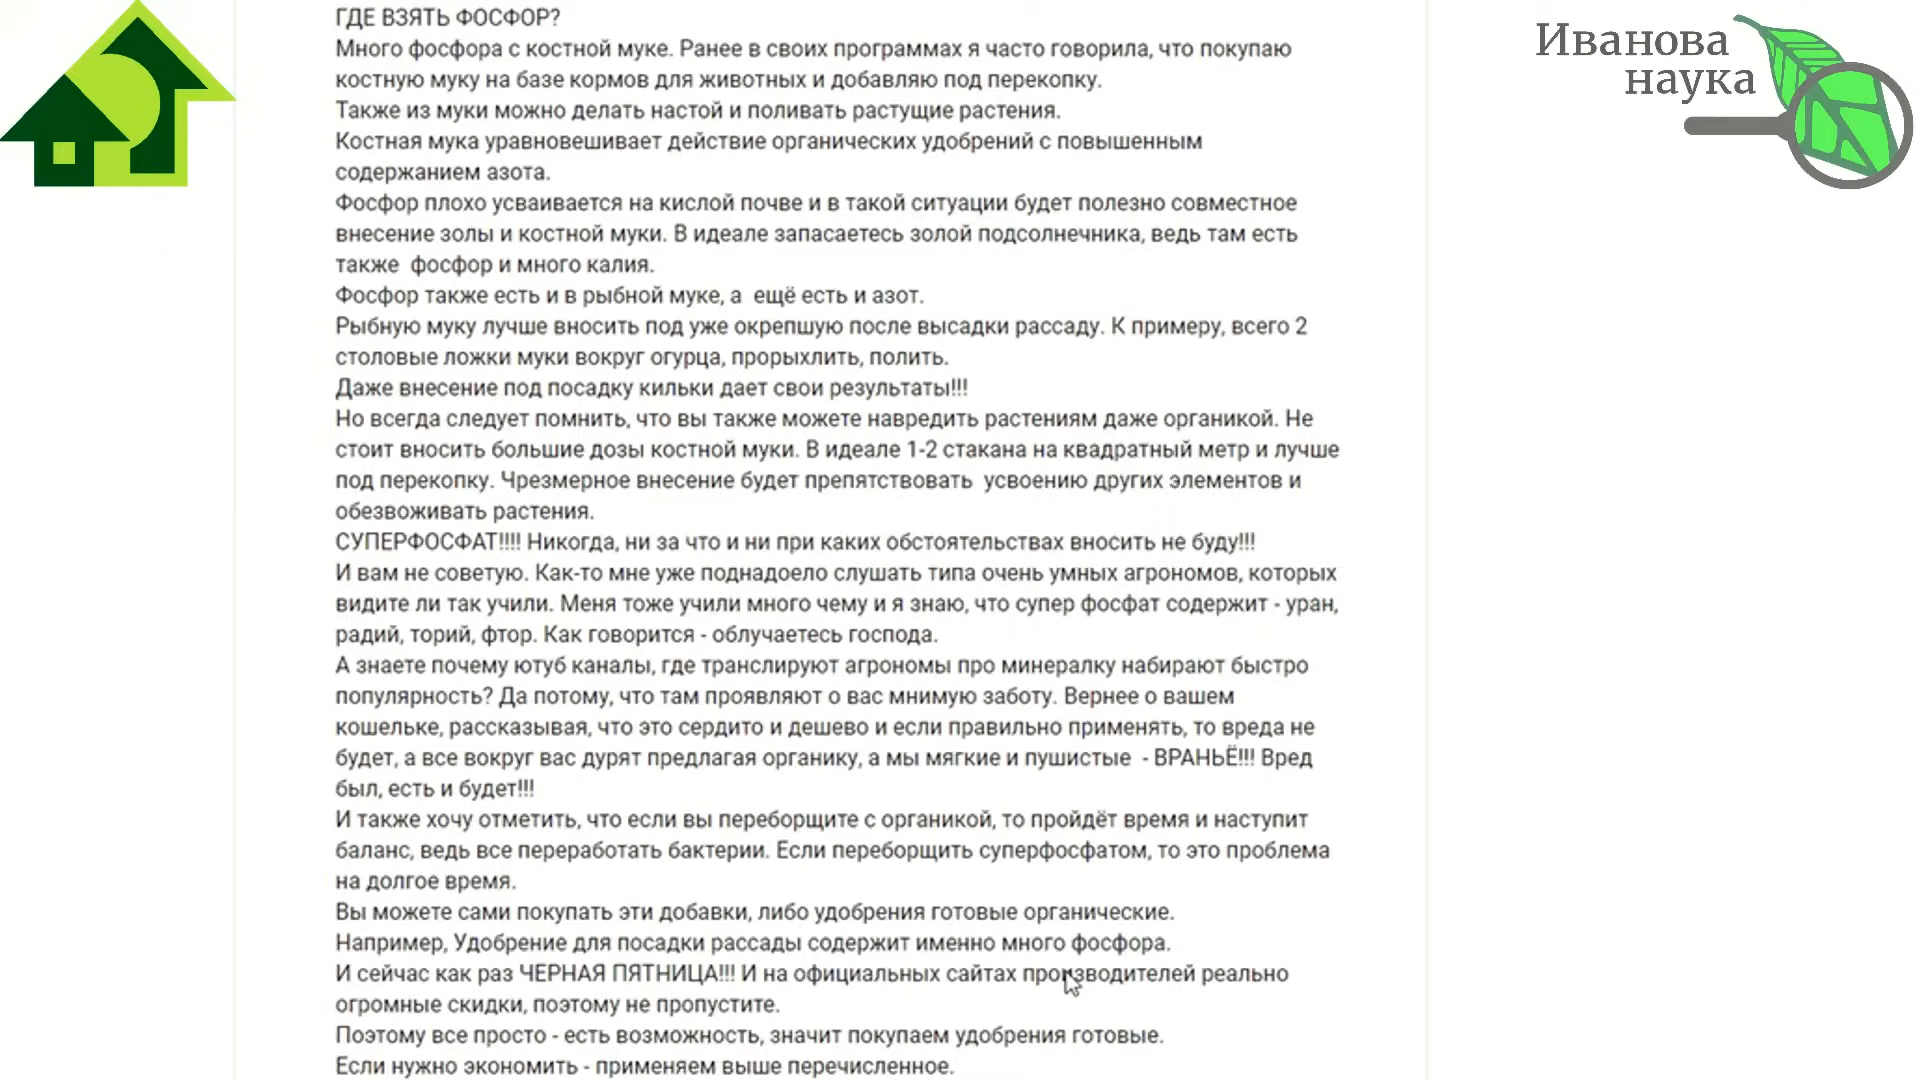 ГДЕ ВЗЯТЬ ФОСФОР?
Много фосфора с костной муке. Ранее в своих программах я часто говорила, что покупаю
костную муку на базе кормов для животных и добавляю под перекопку.
Также из муки можно делать настой и поливать растущие растения.
Костная мука уравновешивает действие органических удобрений с повышенным
содержанием азота.
Фосфор плохо усваивается на кислой почве и в такой ситуации будет полезно совместное
внесение золы и костной муки. В идеале запасаетесь золой подсолнечника, ведь там есть
также фосфор и много калия.
Фосфор также есть и в рыбной муке, а ещё есть и азот.
Рыбную муку лучше вносить под уже окрепшую после высадки рассаду. К примеру, всего 2
столовые ложки муки вокруг огурца, прорыхлить, полить.
Даже внесение под посадку кильки дает свои результаты!!!
Но всегда следует помнить, что вы также можете навредить растениям даже органикой. Не
стоит вносить большие дозы костной муки. В идеале 1-2 стакана на квадратный метр и лучше
под перекопку. Чрезмерное внесение будет препятствовать усвоению других элементов и
обезвоживать растения.
СУПЕРФОСФАТ!!!! Никогда, ни за что и ни при каких обстоятельствах вносить не буду!!!
И вам не советую. Как-то мне уже поднадоело слушать типа очень умных агрономов, которых
видите ли так учили. Меня тоже учили много чему и я знаю, что супер фосфат содержит - уран,
радий, торий, фтор. Как говорится - облучаетесь господа.
А знаете почему ютуб каналы, где транслируют агрономы про минералку набирают быстро
популярность? Да потому, что там проявляют о вас мнимую заботу. Вернее о вашем
кошельке, рассказывая, что это сердито и дешево и если правильно применять, то вреда не
будет, а все вокруг вас дурят предлагая органику, а мы мягкие и пушистые - ВРАНЬЁ!!! Вред
был, есть и будет!!!
И также хочу отметить, что если вы переборщите с органикой, то пройдёт время и наступит
баланс, ведь все переработать бактерии. Если переборщить суперфосфатом, то это проблема
на долгое время.
Вы можете сами покупать эти добавки, либо удобрения готовые органические.
Например, Удобрение для посадки рассады содержит именно много фосфора.
И сейчас как раз ЧЕРНАЯ ПЯТНИЦА!!! И на официальных сайтах производителей реально
огромные скидки, поэтому не пропустите.
Поэтому все просто - есть возможность, значит покупаем удобрения готовые.
Если нужно экономить - применяем выше перечисленное.
Иванова
наука